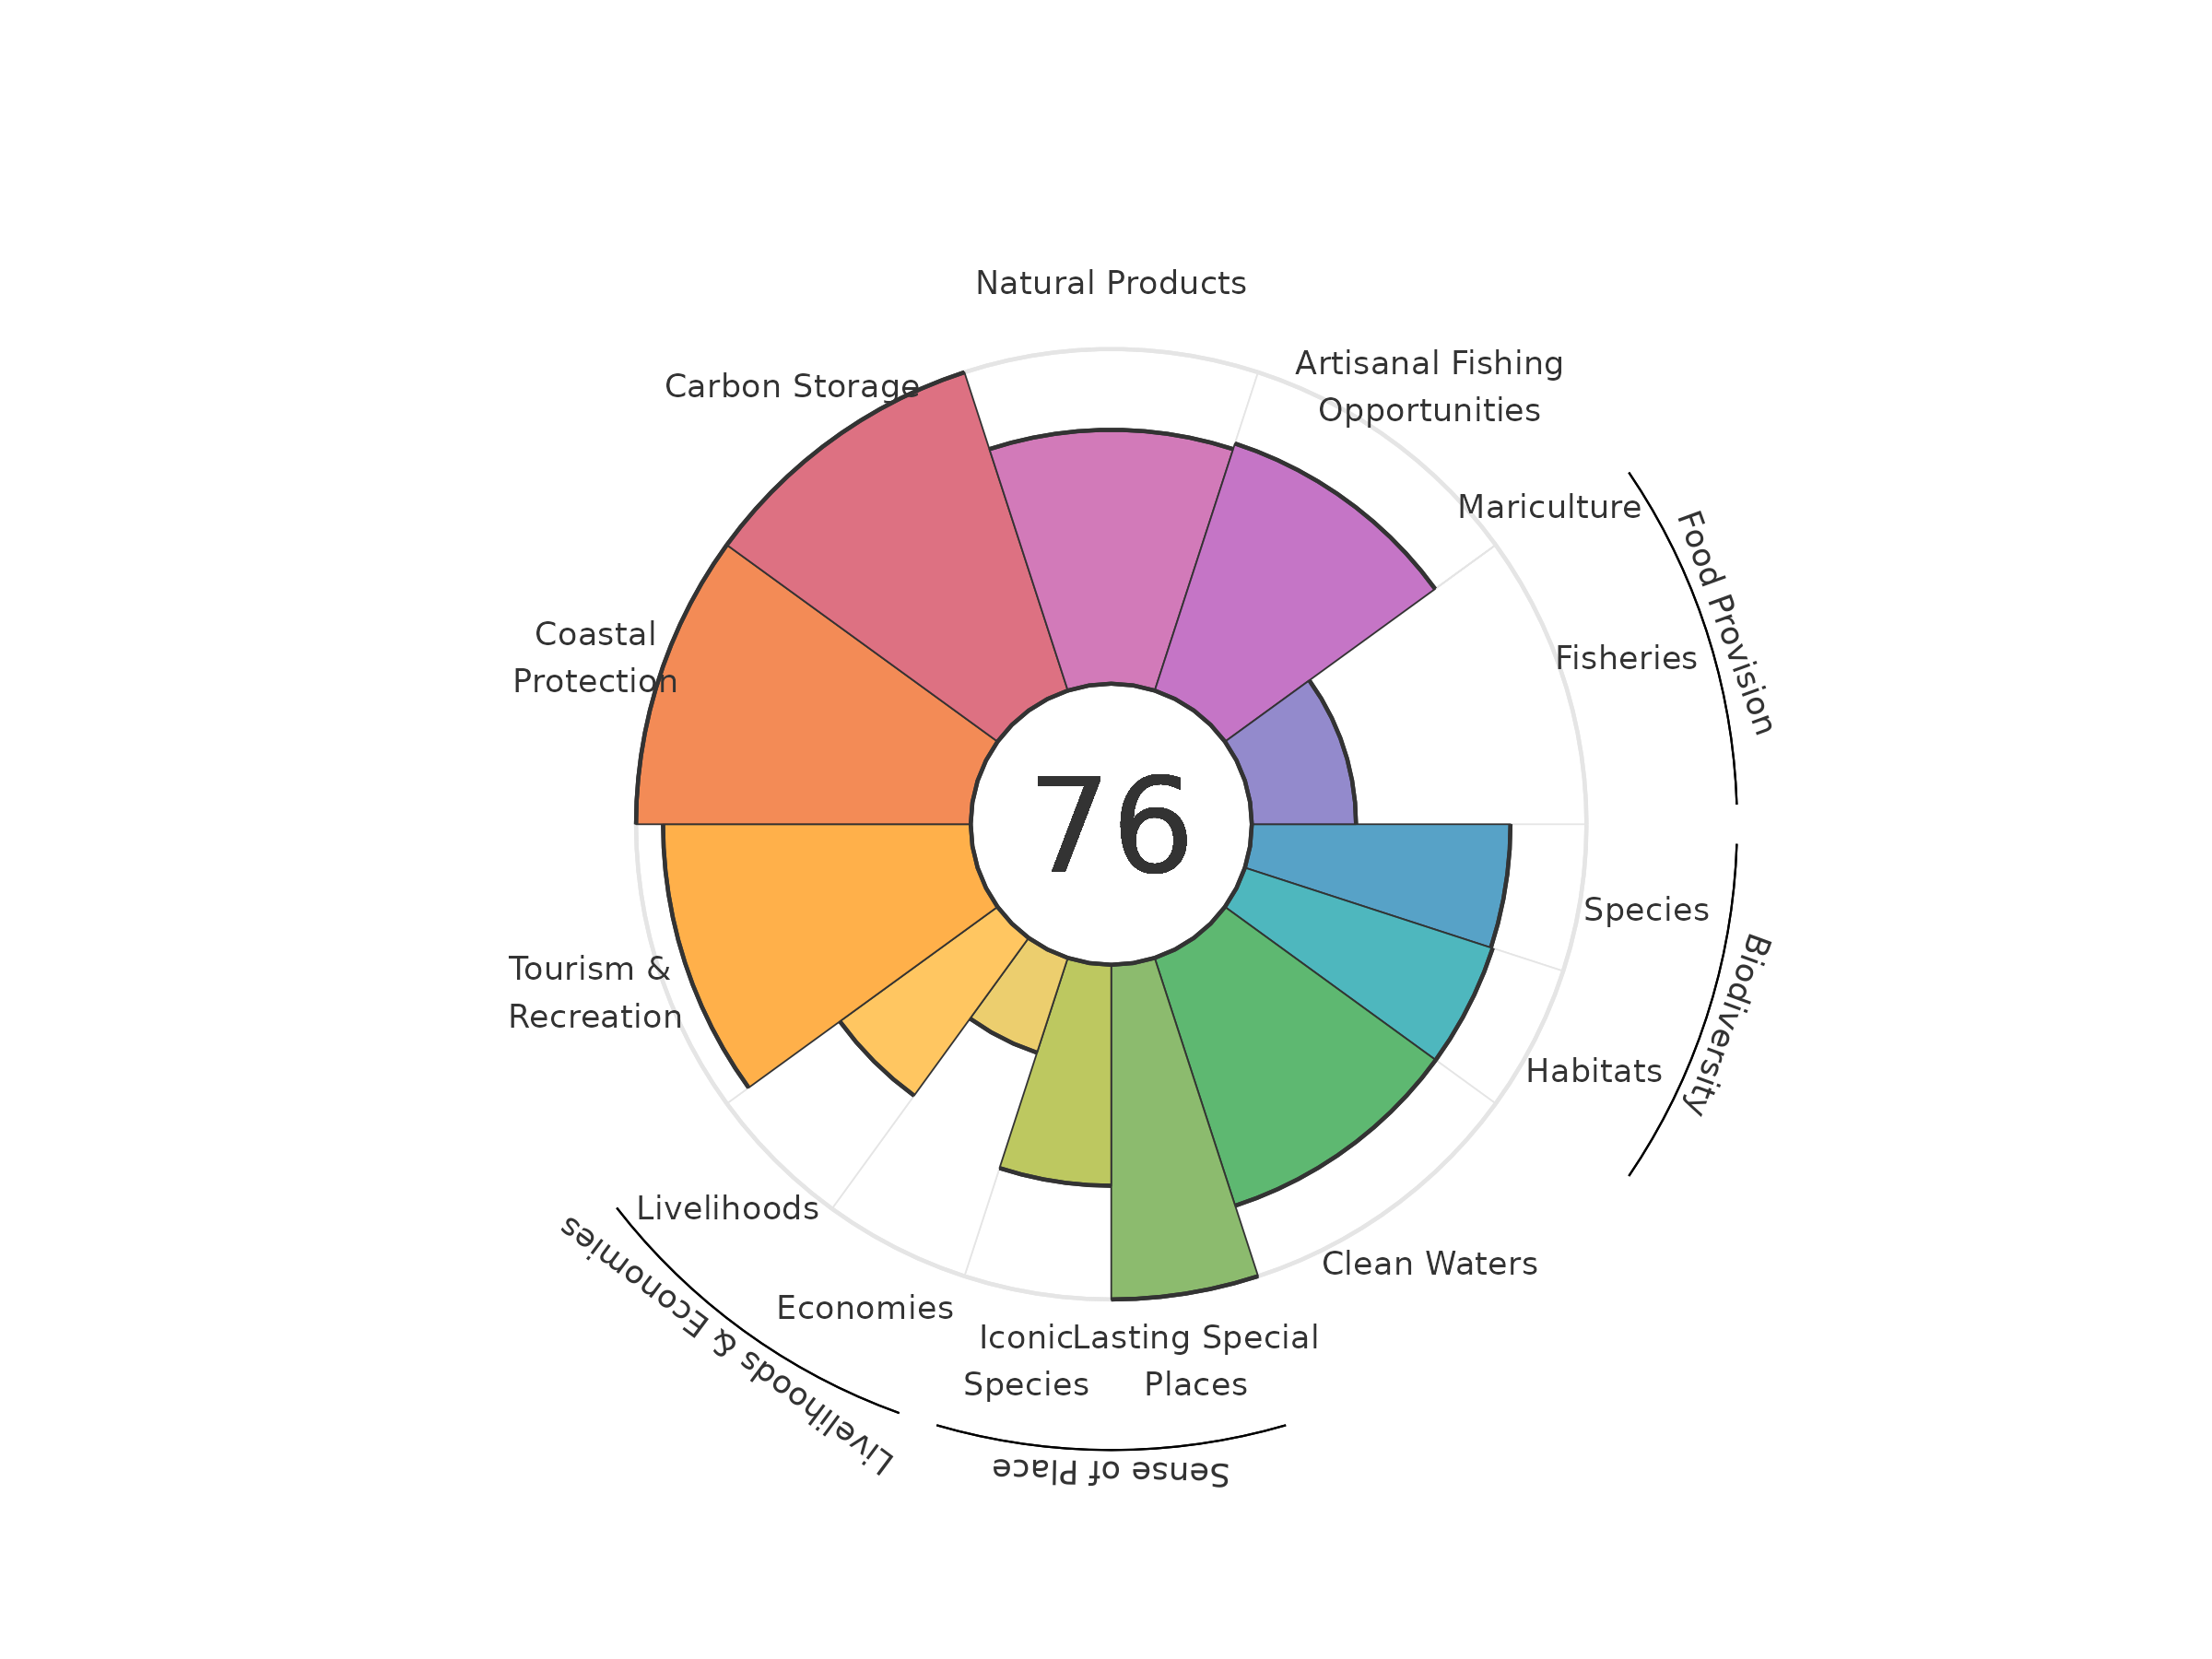 Natural Products
Artisanal Fishing
Opportunities
Carbon Storage
Mariculture
Food Provision
Fisheries
Coastal
Protection
76
Species
Biodiversity
Habitats
Tourism &
Recreation
Livelihoods
Clean Waters
Livelihoods & Economies
Economies
Iconic
Species
Lasting Special
Places
Sense of Place